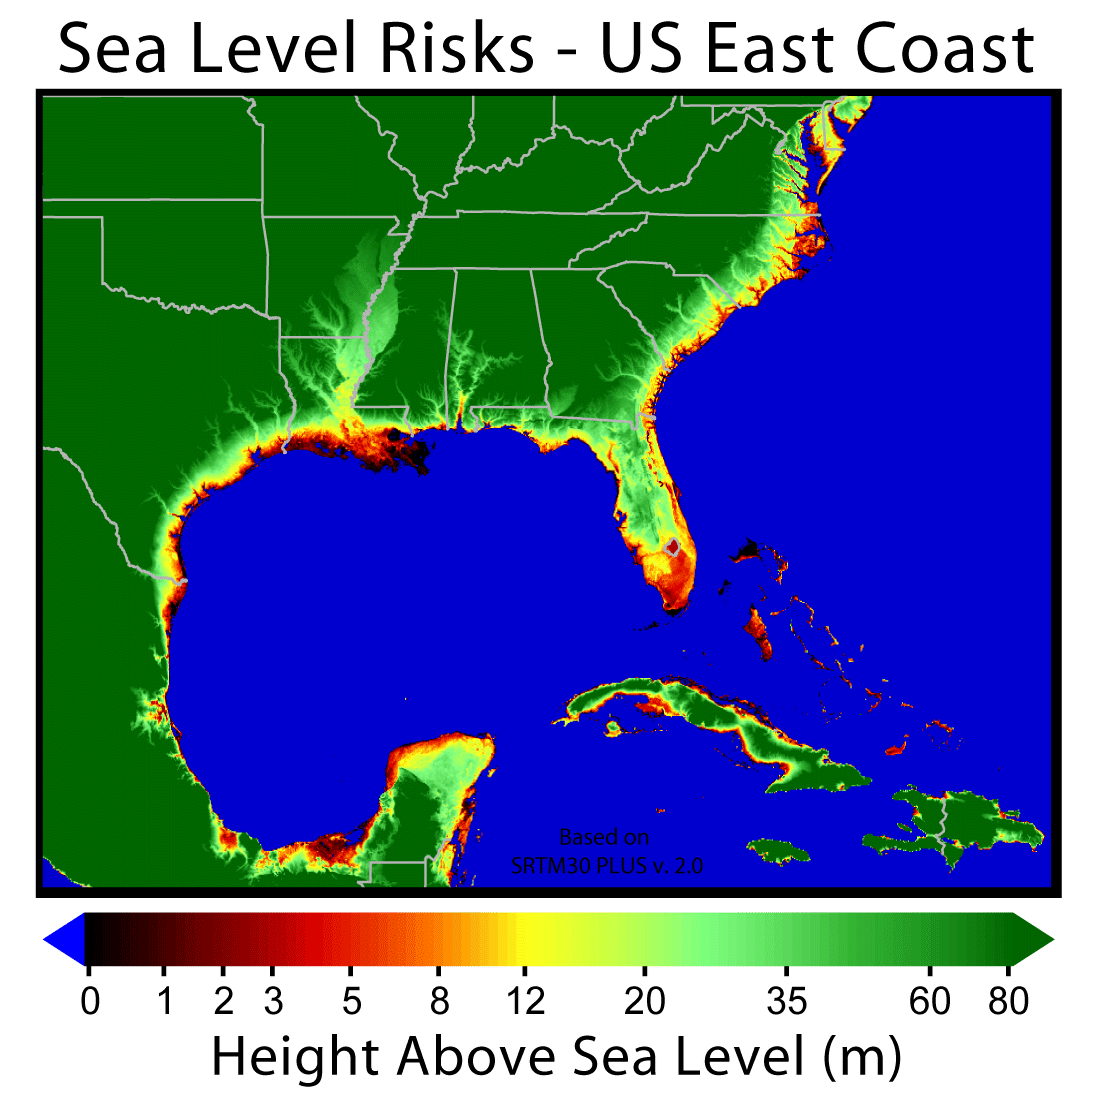 Sea Level Risks - US East Coast
Based on
SRTM30 PLUS v. 2.0
0 1 2 3 5 8 12 20 35 60 80
Height Above Sea Level (m)